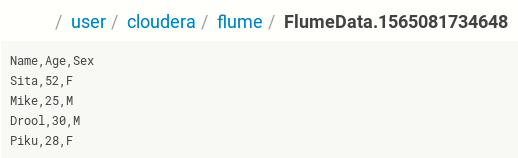 / user / cloudera / flume / FlumeData.1565081734648
Name,Age,Sex
Sita,52,F
Mike,25,M
Drool,30,M
Piku,28,F